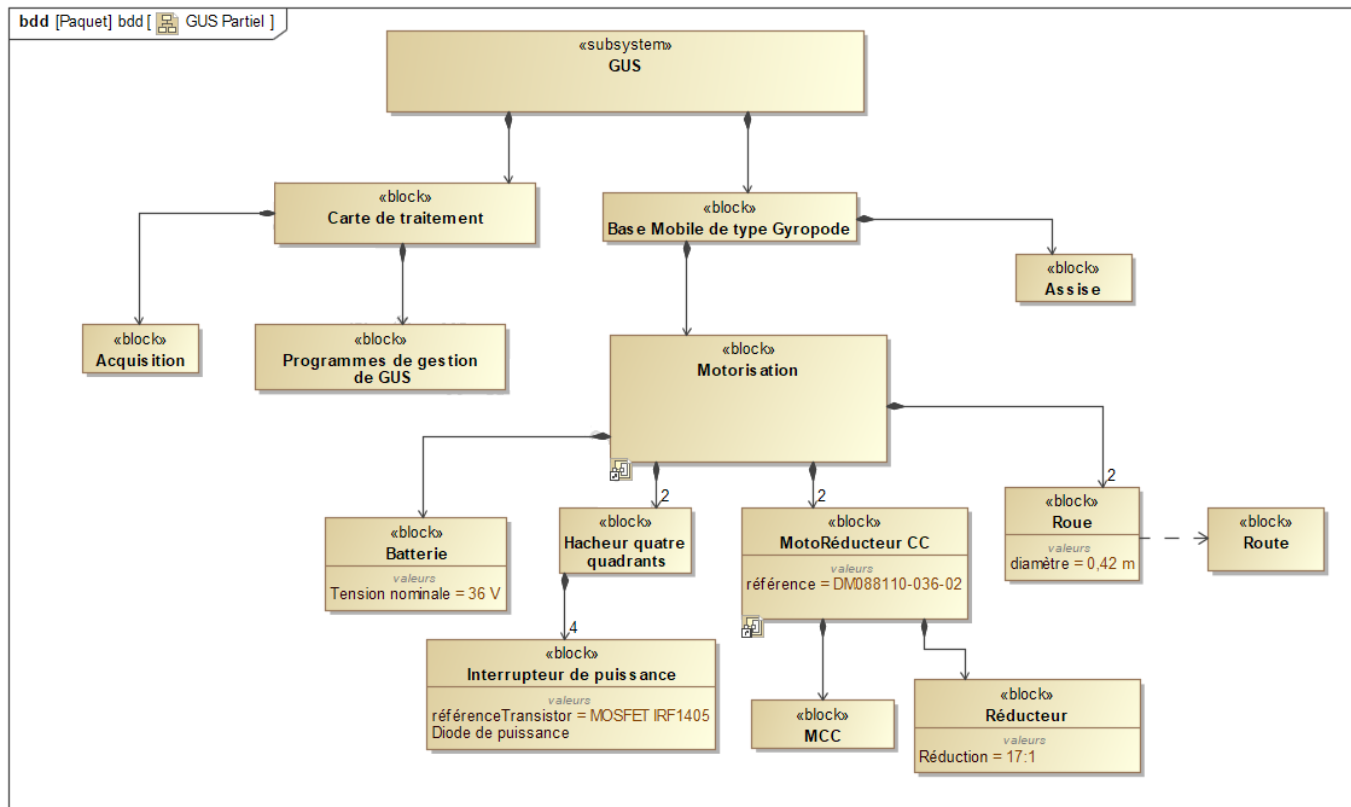 bdd [Paquet] bdd [ GUS Partiel ]
«subsystem»
GUS
«block»
Carte de traitement
«block»
Base Mobile de type Gyropode
«block»
Assise
«block»
Acquisition
«block»
Programmes de gestion
de GUS
«block»
Motorisation
2
2
2
«block»
Batterie
valeurs
Tension nominale = 36 V
«block»
Hacheur quatre
quadrants
«block»
MotoRéducteur CC
valeurs
référence = DM088110-036-02
«block»
Roue
valeurs
diamètre = 0,42 m
«block»
Route
4
«block»
Interrupteur de puissance
valeurs
référenceTransistor = MOSFET IRF1405
Diode de puissance
«block»
MCC
«block»
Réducteur
valeurs
Réduction = 17:1